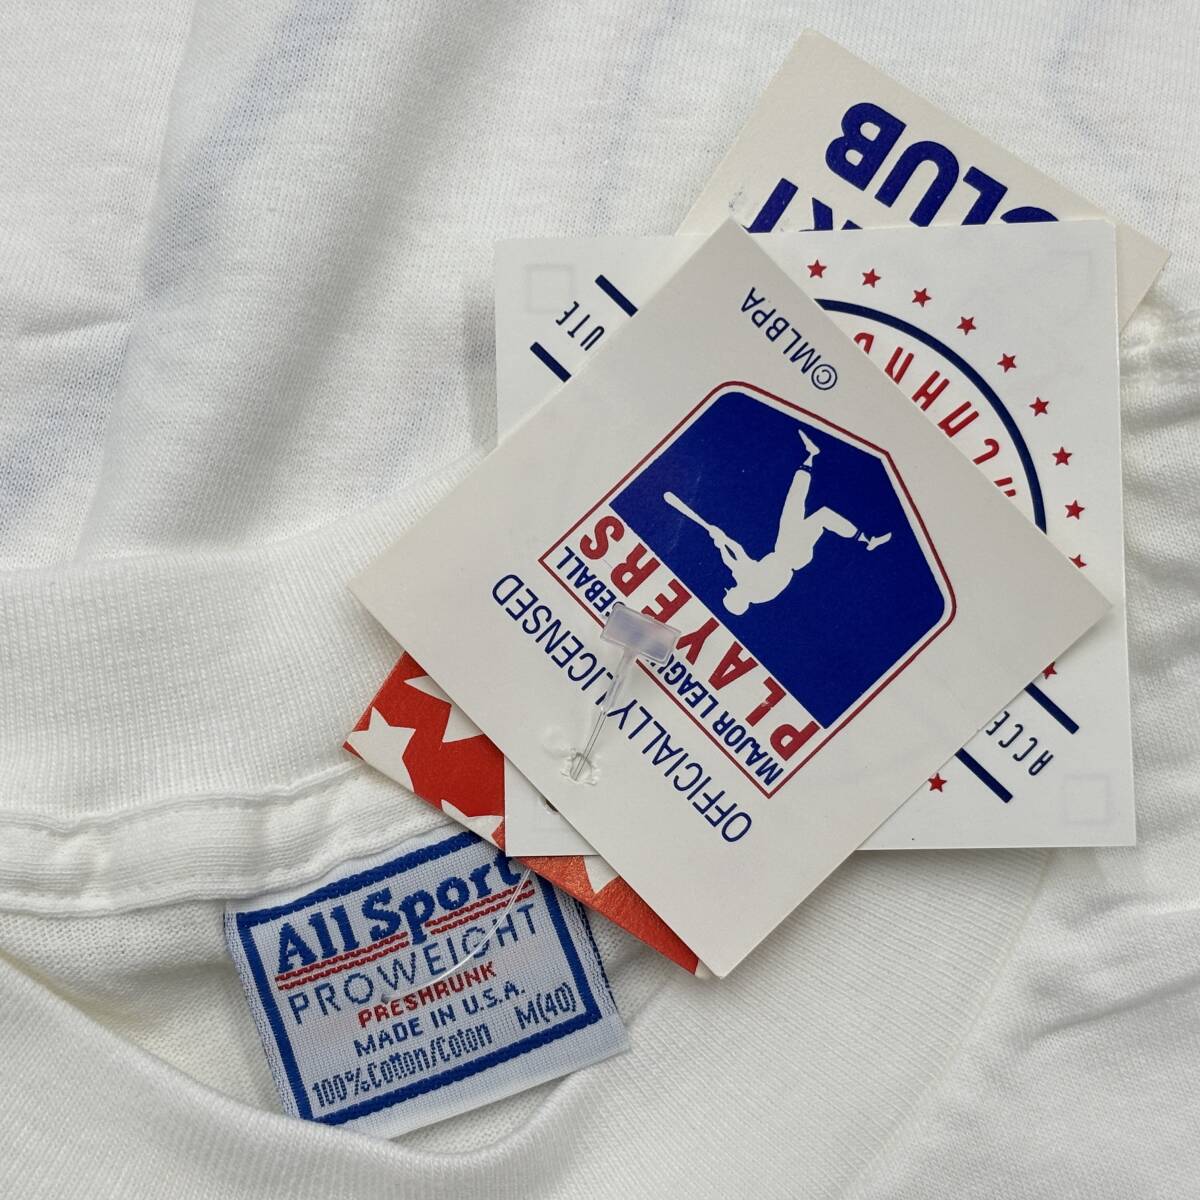 CLUB
©MLBPA
MAJOR LEAGUE BASEBALL
PLAYERS
OFFICIALLY LICENSED
All Sport
PROWEIGHT
PRESHRUNK
MADE IN U.S.A.
100% Cotton/Coton M(40)